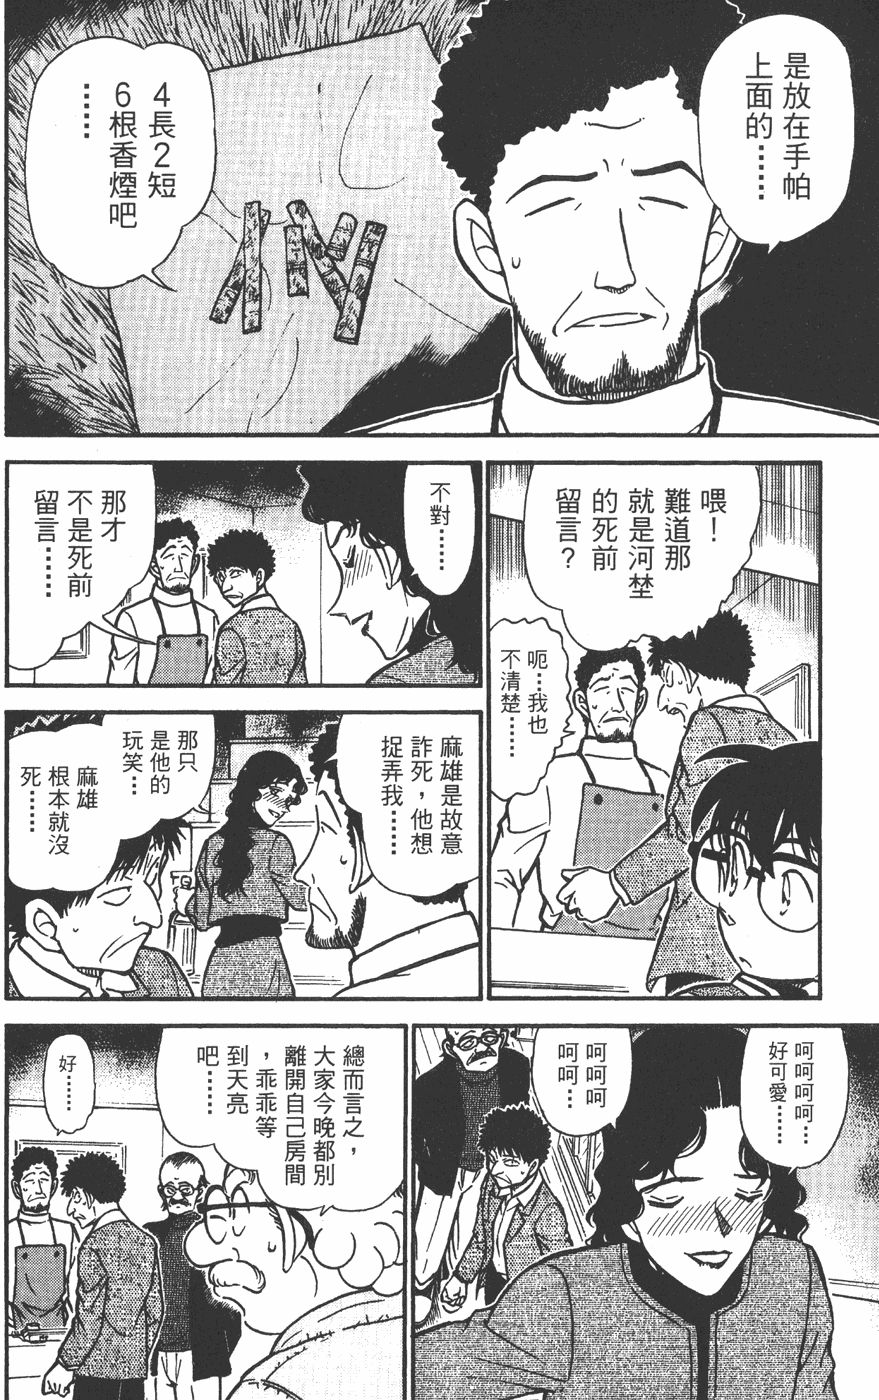 是放在手帕
上面的……
4長2短
6根香煙吧
……
喂！
難道那
就是河埜
的死前
留言？
呃…我也
不清楚……
不對……
那才
不是死前
留言……
麻雄是故意
詐死，他想
捉弄我……
那只
是他的
玩笑…
麻雄
根本就沒
死……
呵呵呵呵…
好可愛……
呵呵呵
呵呵…
總而言之，
大家今晚都別
離開自己房間
，乖乖等
到天亮
吧……
好……